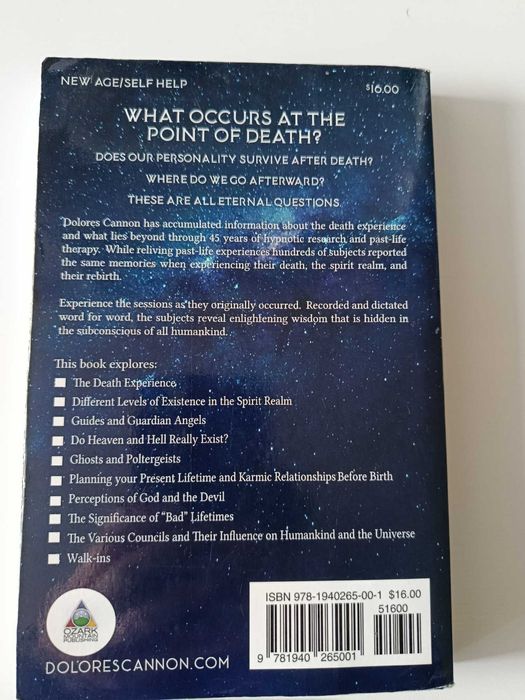 NEW AGE/SELF HELP
$16.00
WHAT OCCURS AT THE
POINT OF DEATH?
DOES OUR PERSONALITY SURVIVE AFTER DEATH?
WHERE DO WE GO AFTERWARD?
THESE ARE ALL ETERNAL QUESTIONS.
Dolores Cannon has accumulated information about the death experience
and what lies beyond through 45 years of hypnotic research and past-life
therapy. While reliving past-life experiences hundreds of subjects reported
the same memories when experiencing their death, the spirit realm, and
their rebirth.
Experience the sessions as they originally occurred. Recorded and dictated
word for word, the subjects reveal enlightening wisdom that is hidden in
the subconscious of all humankind.
This book explores:
The Death Experience
Different Levels of Existence in the Spirit Realm
Guides and Guardian Angels
Do Heaven and Hell Really Exist?
Ghosts and Poltergeists
Planning your Present Lifetime and Karmic Relationships Before Birth
Perceptions of God and the Devil
The Significance of "Bad" Lifetimes
The Various Councils and Their Influence on Humankind and the Universe
Walk-ins
OZARK
MOUNTAIN
PUBLISHING
DOLORESCANNON.COM
ISBN 978-1940265-00-1 $16.00
51600
9 781940 265001